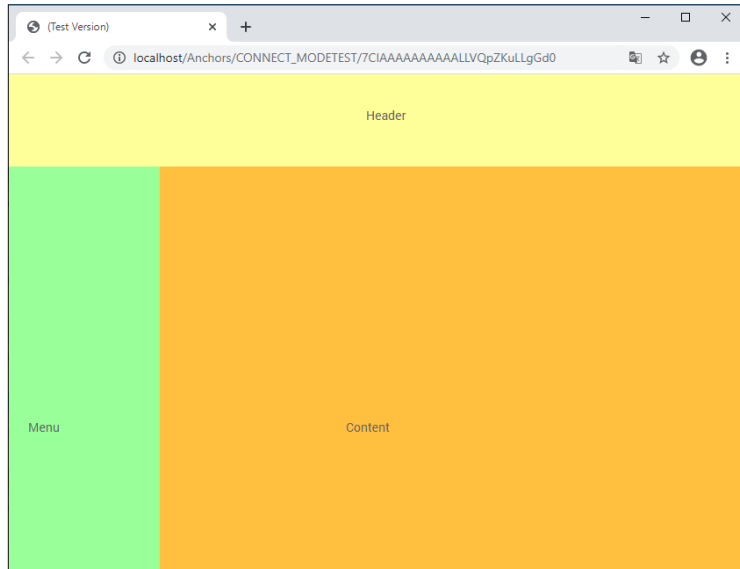 (Test Version)
localhost/Anchors/CONNECT_MODETEST/7CIAAAAAAAAAALLVQpZKuLLgGd0
Header
Menu
Content